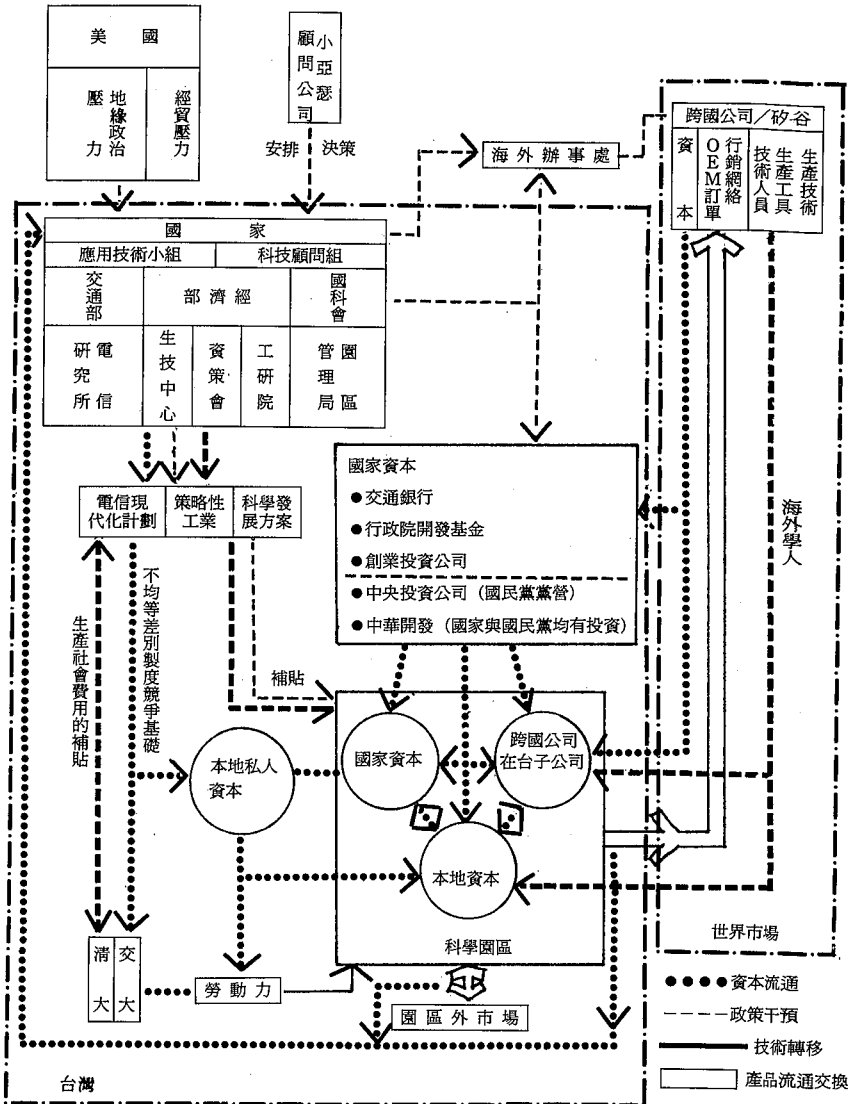 美國
地緣政治壓力
經貿壓力
小亞瑟顧問公司
安排
決策
海外辦事處
跨國公司／矽谷
資本
行銷網絡
OEM訂單
生產工具
技術人員
生產技術
國家
應用技術小組
科技顧問組
交通部
部濟經
國科會
電信研究所
生技中心
資策會
工研院
園區管理局
電信現代化計劃
策略性工業
科學發展方案
國家資本
●交通銀行
●行政院開發基金
●創業投資公司
●中央投資公司（國民黨黨營）
●中華開發（國家與國民黨均有投資）
海外學人
不均等差別製度競爭基礎
生產社會費用的補貼
補貼
本地私人資本
國家資本
跨國公司在台子公司
本地資本
科學園區
清大
交大
勞動力
園區外市場
世界市場
台灣
資本流通
政策干預
技術轉移
產品流通交換